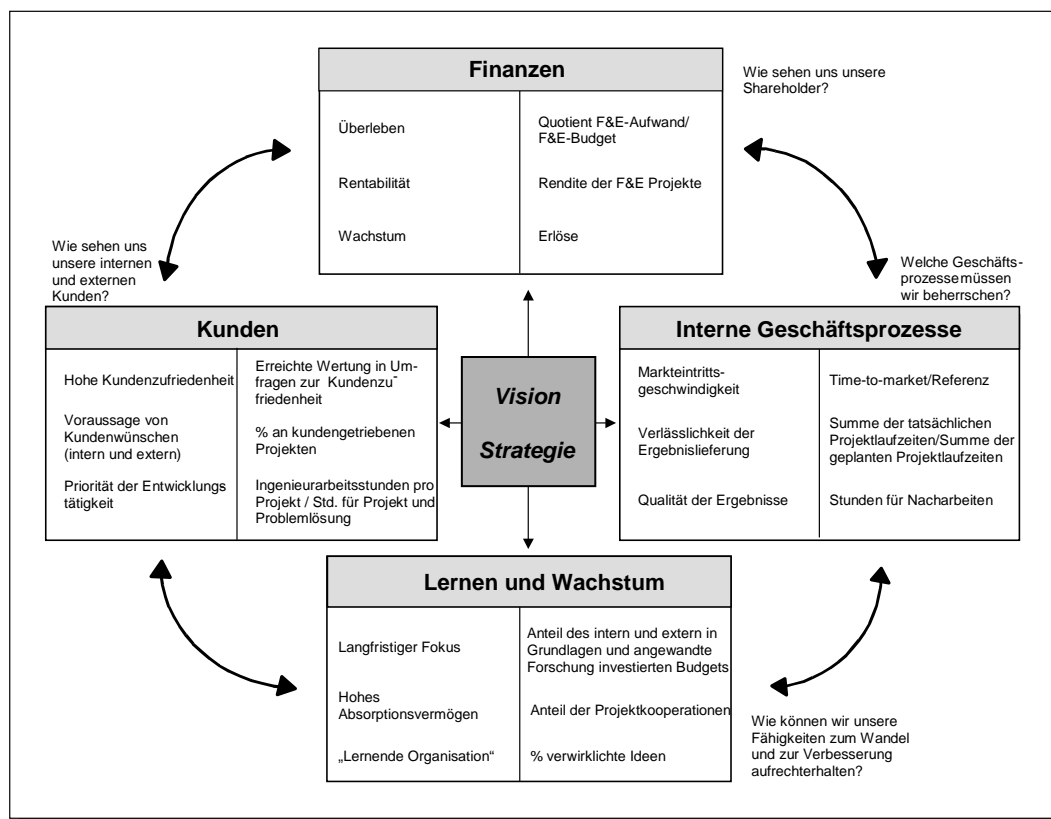 Finanzen
Wie sehen uns unsere
Shareholder?
Überleben
Quotient F&E-Aufwand/
F&E-Budget
Rentabilität
Rendite der F&E Projekte
Wachstum
Erlöse
Wie sehen uns
unsere internen
und externen
Kunden?
Welche Geschäfts-
prozessemüssen
wir beherrschen?
Kunden
Hohe Kundenzufriedenheit
Erreichte Wertung in Um-
fragen zur Kundenzu-
friedenheit
Voraussage von
Kundenwünschen
(intern und extern)
% an kundengetriebenen
Projekten
Priorität der Entwicklungs
tätigkeit
Ingenieurarbeitsstunden pro
Projekt / Std. für Projekt und
Problemlösung
Vision
Strategie
Interne Geschäftsprozesse
Markteintritts-
geschwindigkeit
Time-to-market/Referenz
Verlässlichkeit der
Ergebnislieferung
Summe der tatsächlichen
Projektlaufzeiten/Summe der
geplanten Projektlaufzeiten
Qualität der Ergebnisse
Stunden für Nacharbeiten
Lernen und Wachstum
Langfristiger Fokus
Anteil des intern und extern in
Grundlagen und angewandte
Forschung investierten Budgets
Hohes
Absorptionsvermögen
Anteil der Projektkooperationen
„Lernende Organisation“
% verwirklichte Ideen
Wie können wir unsere
Fähigkeiten zum Wandel
und zur Verbesserung
aufrechterhalten?